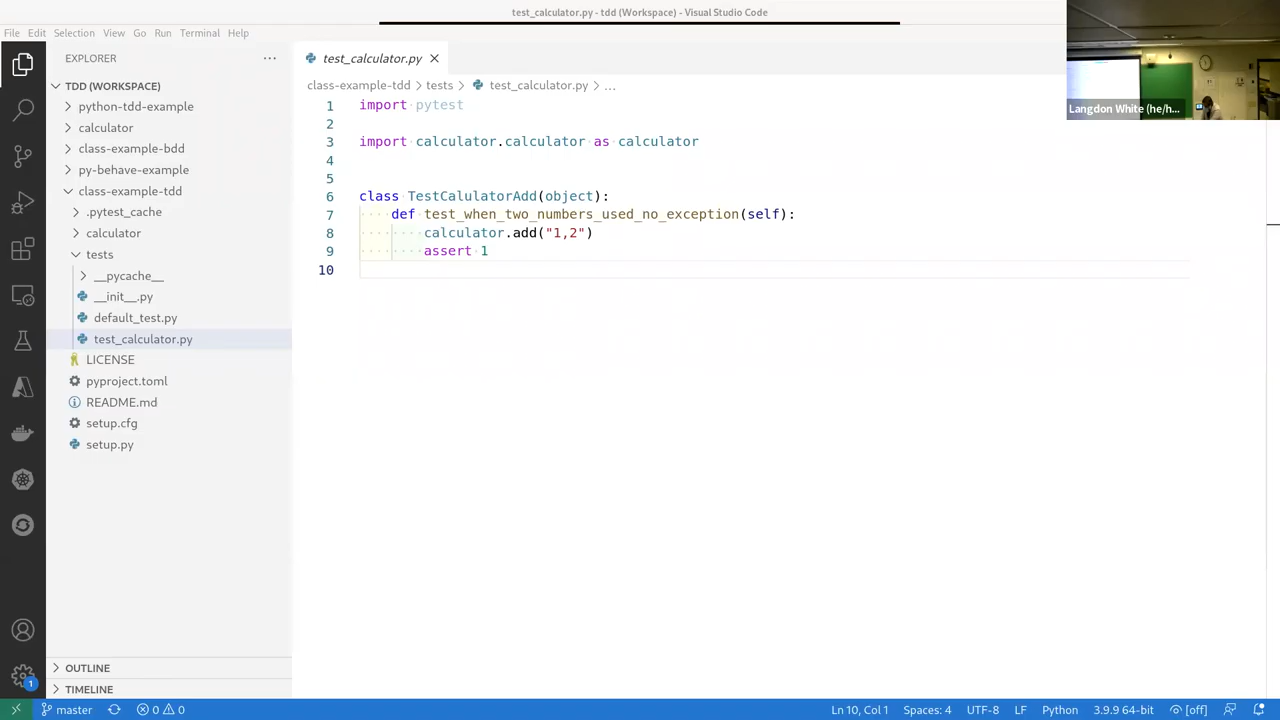 test_calculator.py - tdd (Workspace) - Visual Studio Code
File Edit Selection View Go Run Terminal Help
Langdon White (he/h...
EXPLORER
TDD (WORKSPACE)
python-tdd-example
calculator
class-example-bdd
py-behave-example
class-example-tdd
.pytest_cache
calculator
tests
__pycache__
__init__.py
default_test.py
test_calculator.py
LICENSE
pyproject.toml
README.md
setup.cfg
setup.py
OUTLINE
TIMELINE
test_calculator.py
class-example-tdd > tests > test_calculator.py > ...
1 import pytest
2
3 import calculator.calculator as calculator
4
5
6 class TestCalulatorAdd(object):
7 def test_when_two_numbers_used_no_exception(self):
8 calculator.add("1,2")
9 assert 1
10
1
master 0 0 Ln 10, Col 1 Spaces: 4 UTF-8 LF Python 3.9.9 64-bit [off]